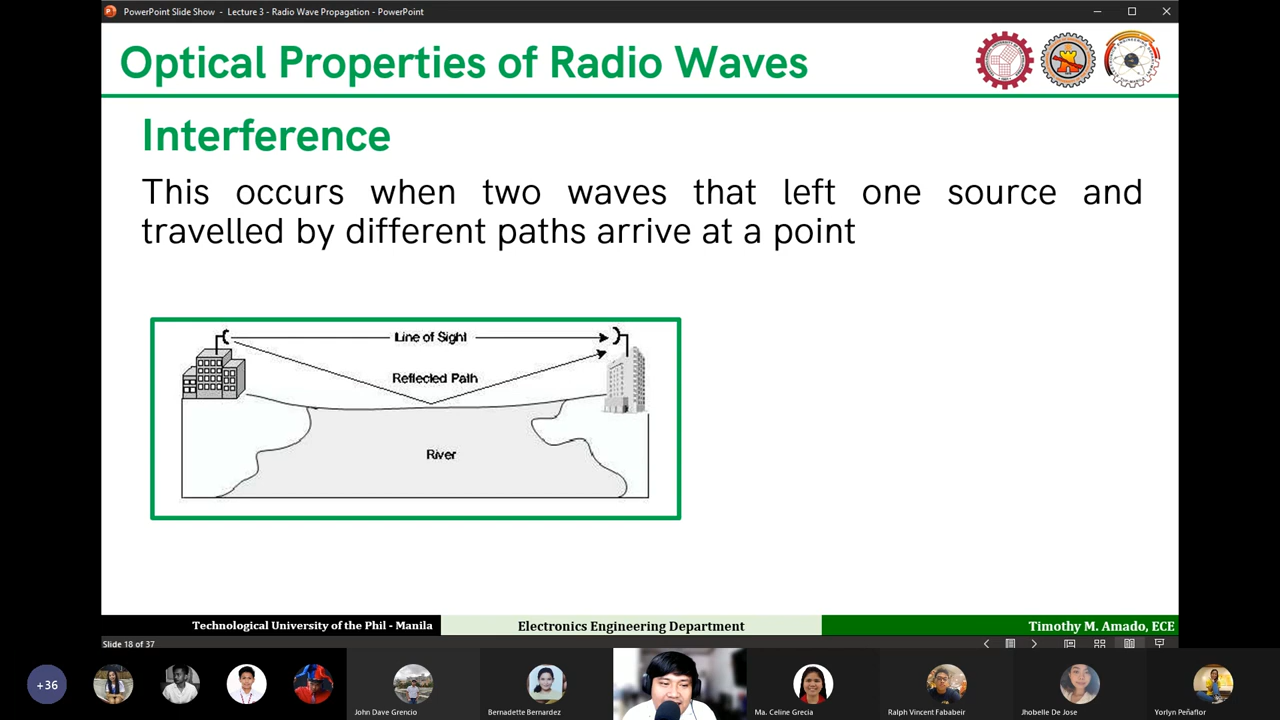 PowerPoint Slide Show - Lecture 3 - Radio Wave Propagation - PowerPoint
Optical Properties of Radio Waves
Interference
This occurs when two waves that left one source and
travelled by different paths arrive at a point
Line of Sight
Reflected Path
River
Technological University of the Phil - Manila
Electronics Engineering Department
Timothy M. Amado, ECE
Slide 18 of 37
+36
John Dave Grencio
Bernadette Bernardez
Ma. Celine Grecia
Ralph Vincent Fababeir
Jhobelle De Jose
Yorlyn Peñaflor